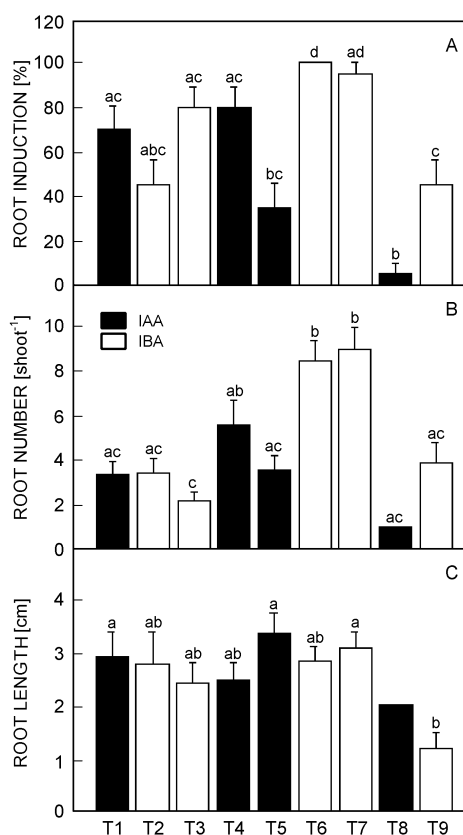 120
A
d
ad
100
ac
ac
ac
80
abc
c
60
bc
40
20
b
0
ROOT INDUCTION [%]
B
10
IAA
IBA
b
b
8
ab
6
ac
ac
ac
ac
4
c
2
ac
0
ROOT NUMBER [shoot⁻¹]
C
4
a
a
ab
ab
ab
ab
a
3
2
b
1
0
ROOT LENGTH [cm]
T1 T2 T3 T4 T5 T6 T7 T8 T9